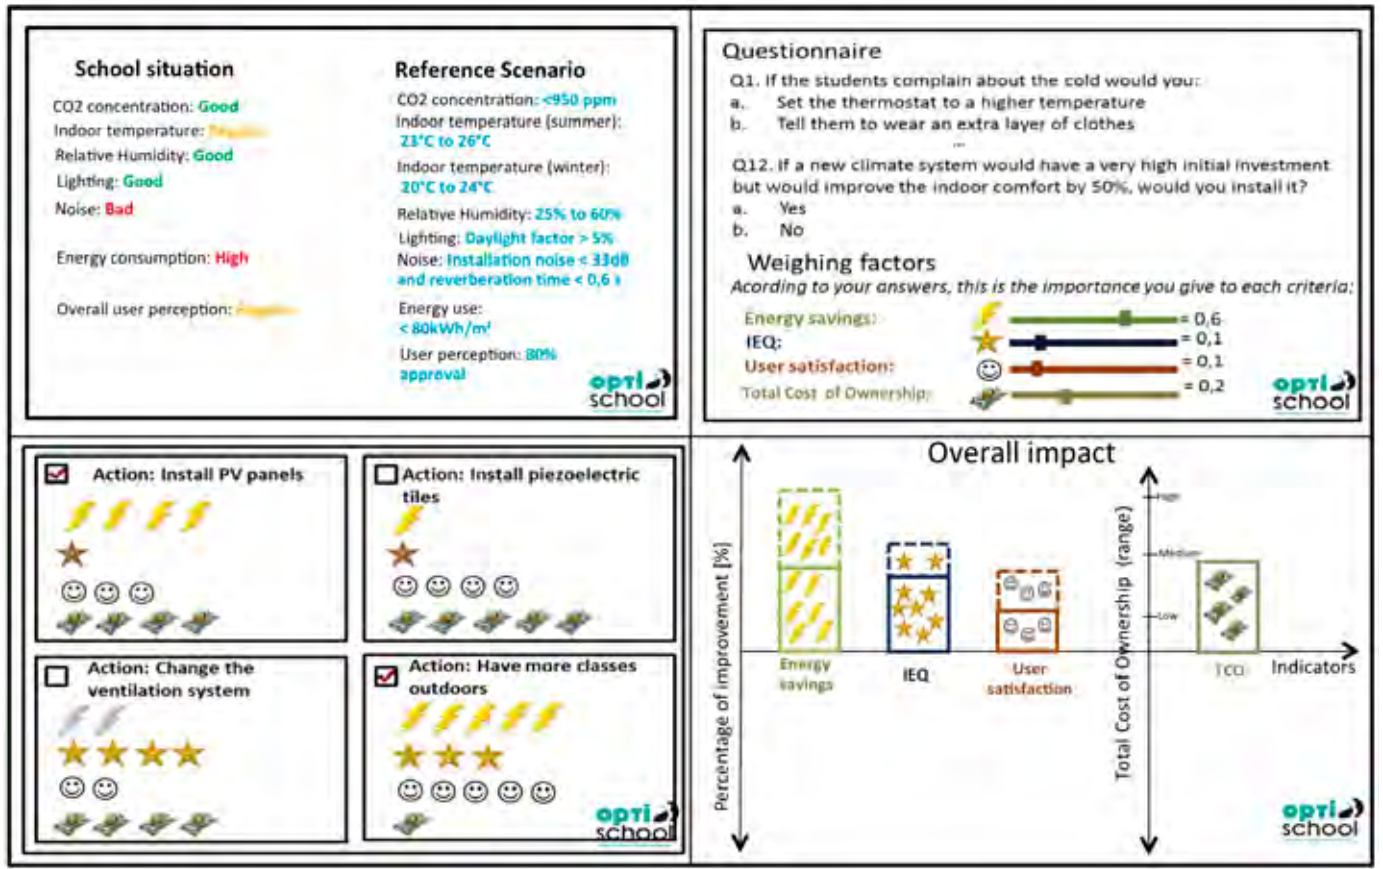 School situation
CO2 concentration: Good
Indoor temperature:
Relative Humidity: Good
Lighting: Good
Noise: Bad
Energy consumption: High
Overall user perception:
Reference Scenario
CO2 concentration: <950 ppm
Indoor temperature (summer):
23°C to 26°C
Indoor temperature (winter):
20°C to 24°C
Relative Humidity: 25% to 60%
Lighting: Daylight factor > 5%
Noise: Installation noise < 33dB
and reverberation time < 0,6 s
Energy use:
< 80kWh/m²
User perception: 80%
approval
opti
school
Questionnaire
Q1. If the students complain about the cold would you:
a. Set the thermostat to a higher temperature
b. Tell them to wear an extra layer of clothes
...
Q12. If a new climate system would have a very high initial investment
but would improve the indoor comfort by 50%, would you install it?
a. Yes
b. No
Weighing factors
Acording to your answers, this is the importance you give to each criteria:
Energy savings: = 0,6
IEQ: = 0,1
User satisfaction: = 0,1
Total Cost of Ownership: = 0,2
opti
school
Action: Install PV panels
Action: Install piezoelectric
tiles
Action: Change the
ventilation system
Action: Have more classes
outdoors
opti
school
Overall impact
Percentage of improvement [%]
Energy
savings
IEQ
User
satisfaction
Total Cost of Ownership (range)
High
Medium
Low
TCO
Indicators
opti
school